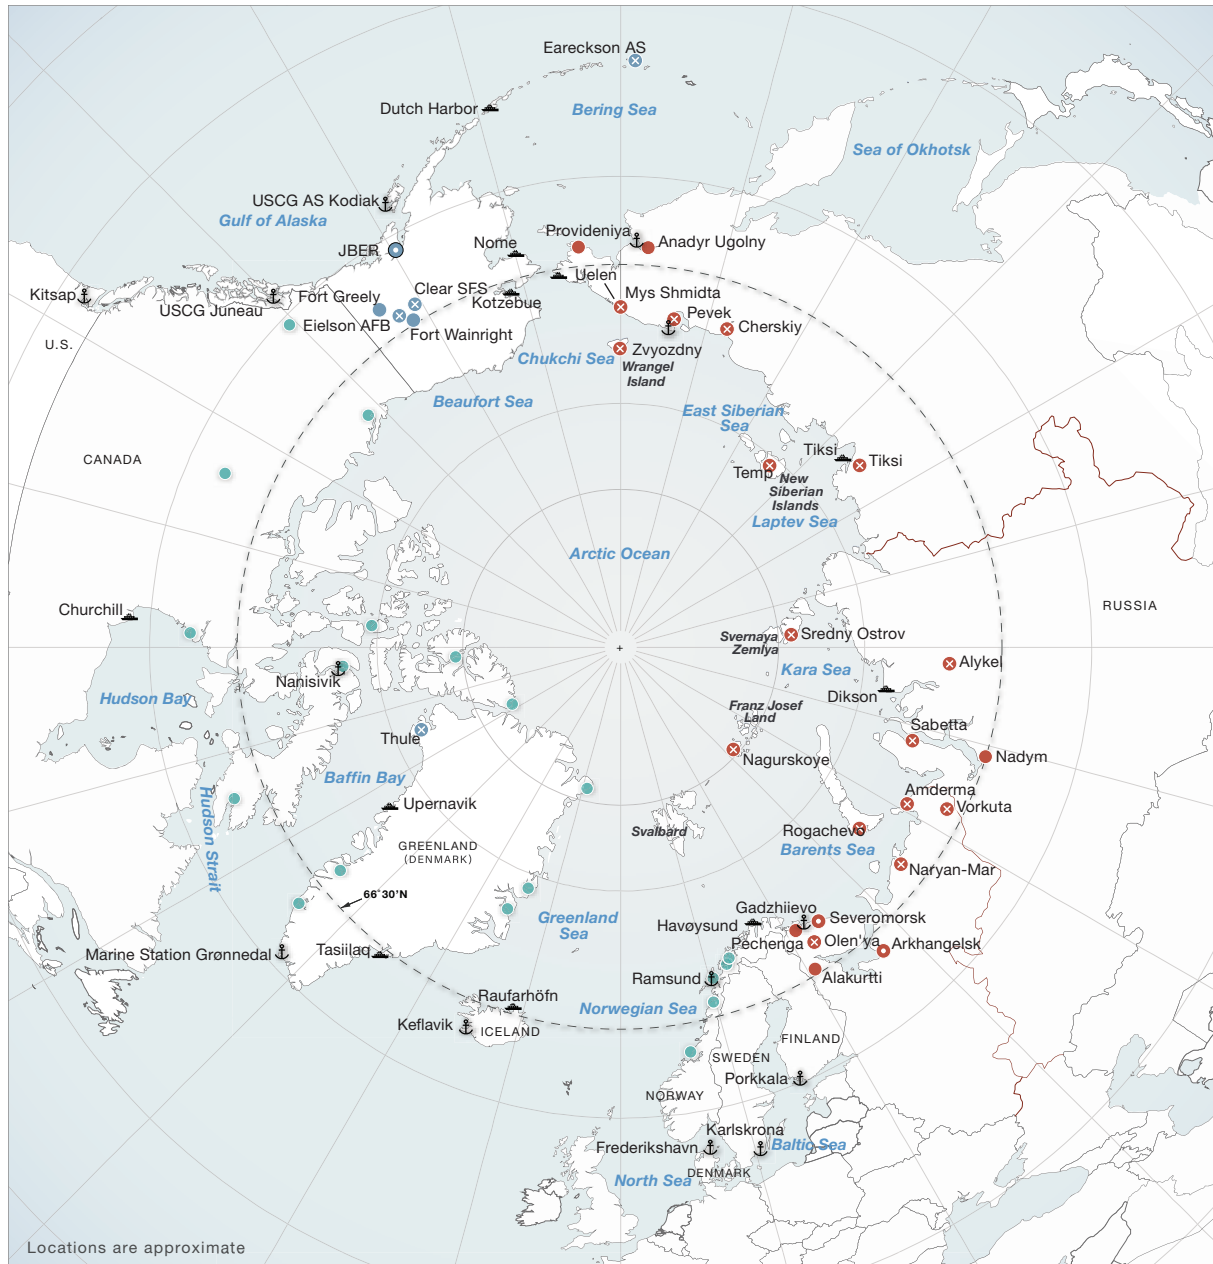 Eareckson AS
Dutch Harbor
Bering Sea
Sea of Okhotsk
USCG AS Kodiak
Gulf of Alaska
JBER
Nome
Provideniya
Anadyr Ugolny
Uelen
Kitsap
USCG Juneau
Fort Greely
Clear SFS
Kotzebue
Mys Shmidta
Eielson AFB
Fort Wainright
Pevek
Cherskiy
U.S.
Chukchi Sea
Zvyozdny
Wrangel
Island
Beaufort Sea
East Siberian
Sea
CANADA
Temp
Tiksi
Tiksi
New
Siberian
Islands
Laptev Sea
Arctic Ocean
Churchill
RUSSIA
Svernaya
Zemlya
Sredny Ostrov
Kara Sea
Alykel
Nanisivik
Hudson Bay
Dikson
Franz Josef
Land
Sabetta
Thule
Nagurskoye
Nadym
Baffin Bay
Hudson Strait
Upernavik
Amderma
Vorkuta
Svalbard
Rogachevo
Barents Sea
GREENLAND
(DENMARK)
Naryan-Mar
66°30'N
Greenland
Sea
Gadzhiievo
Havøysund
Severomorsk
Pechenga
Olen'ya
Arkhangelsk
Marine Station Grønnedal
Tasiilaq
Ramsund
Alakurtti
Raufarhöfn
Norwegian Sea
Keflavik
ICELAND
FINLAND
SWEDEN
Porkkala
NORWAY
Karlskrona
Frederikshavn
Baltic Sea
DENMARK
North Sea
Locations are approximate